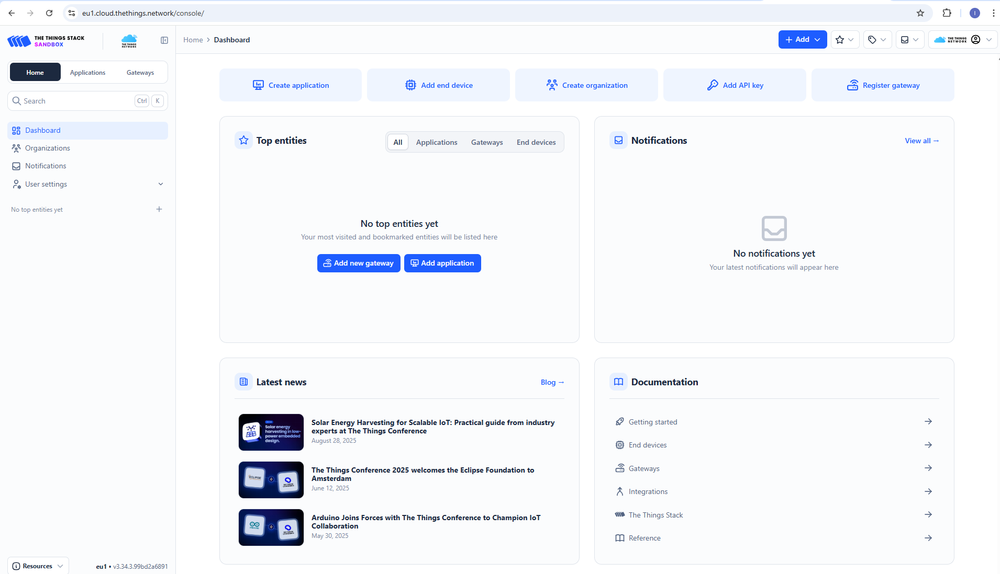 eu1.cloud.thethings.network/console/
I
THE THINGS STACK
SANDBOX
THE THINGS
NETWORK
Home > Dashboard
+ Add
THE THINGS
NETWORK
Home
Applications
Gateways
Search
Ctrl
K
Dashboard
Organizations
Notifications
User settings
No top entities yet
Create application
Add end device
Create organization
Add API key
Register gateway
Top entities
All
Applications
Gateways
End devices
No top entities yet
Your most visited and bookmarked entities will be listed here
Add new gateway
Add application
Notifications
View all →
No notifications yet
Your latest notifications will appear here
Latest news
Blog →
Solar energy
harvesting in low-
power embedded
design.
Solar Energy Harvesting for Scalable IoT: Practical guide from industry
experts at The Things Conference
August 28, 2025
ECLIPSE
The Things Conference 2025 welcomes the Eclipse Foundation to
Amsterdam
June 12, 2025
Arduino Joins Forces with The Things Conference to Champion IoT
Collaboration
May 30, 2025
Documentation
Getting started
End devices
Gateways
Integrations
The Things Stack
Reference
Resources
eu1 • v3.34.3.99bd2a6891